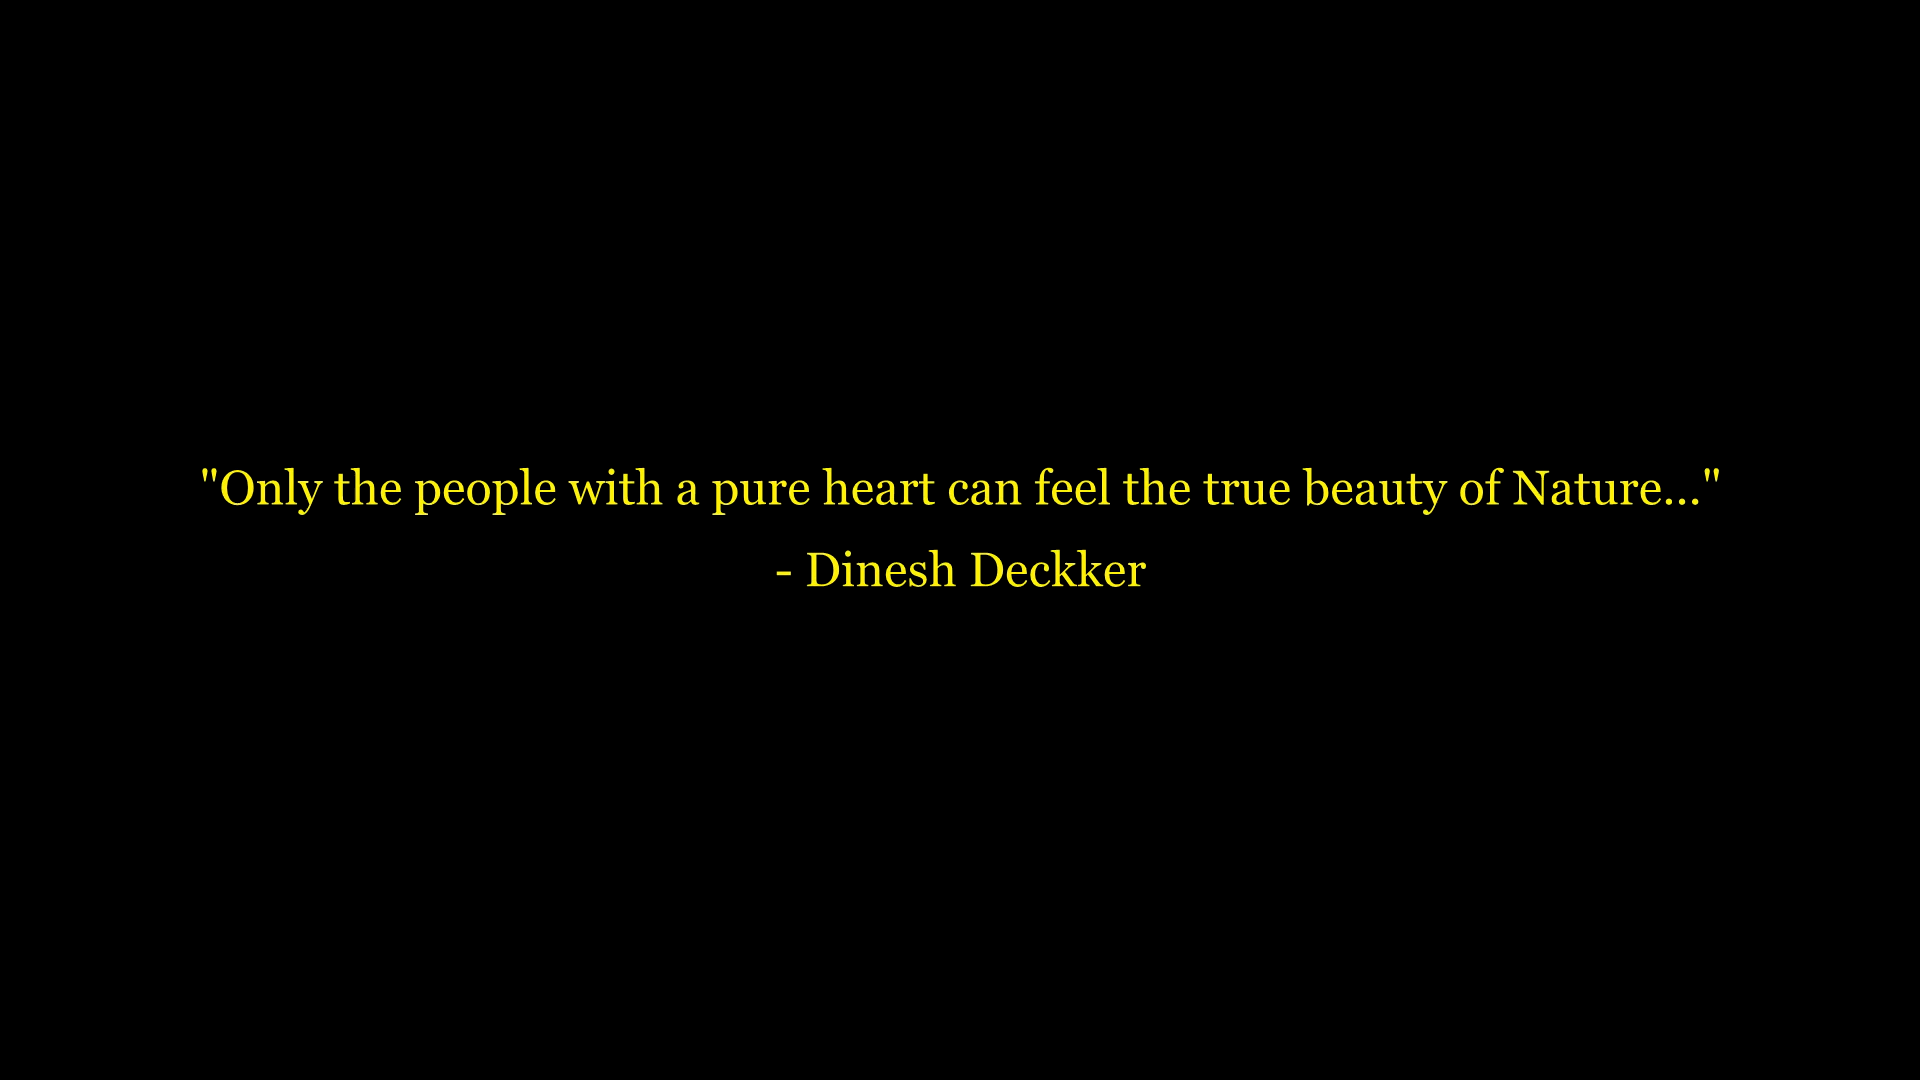 "Only the people with a pure heart can feel the true beauty of Nature..."
- Dinesh Deckker